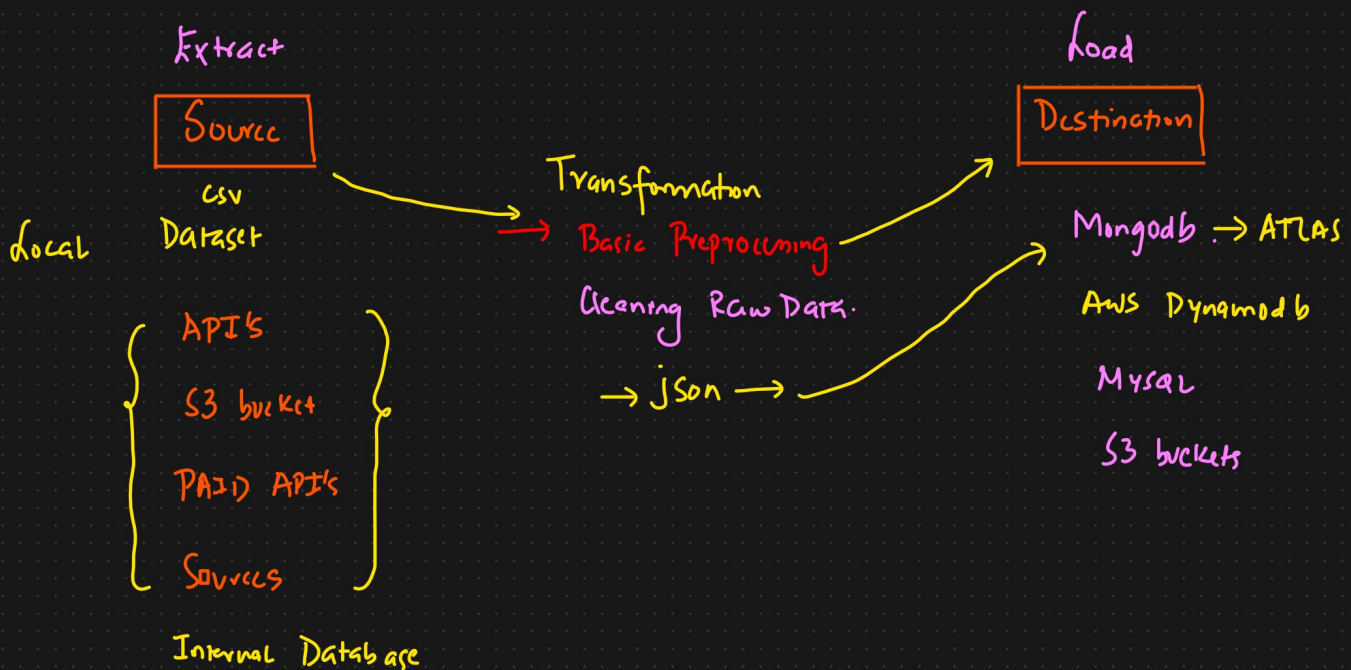 Extract
Source
csv
Local Dataset
API's
S3 bucket
PAID API's
Sources
Internal Database
Transformation
→ Basic Preprocessing
Cleaning Raw Data.
→ json →
Load
Destination
Mongodb. → ATLAS
AWS Dynamodb
Mysql
S3 buckets